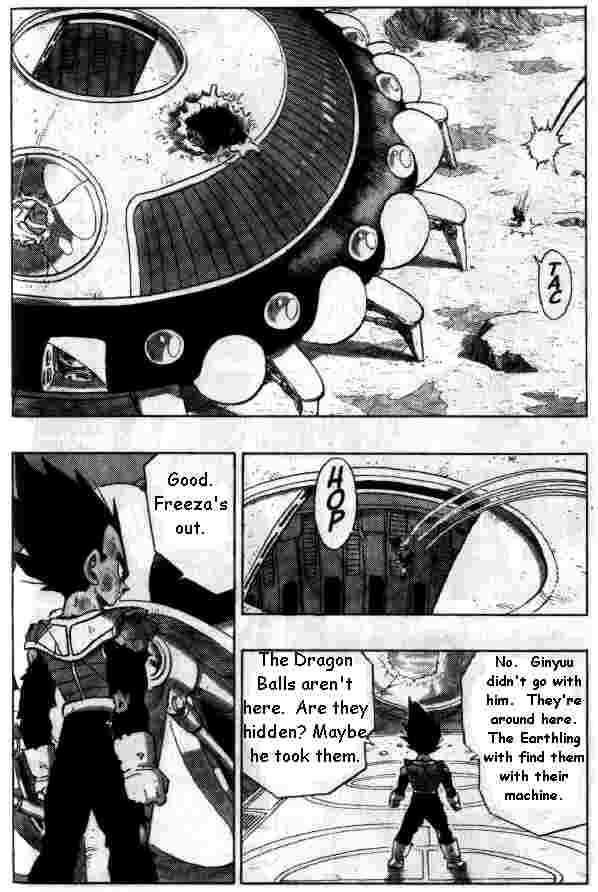 TAC
Good.
Freeza's
out.
HOP
The Dragon
Balls aren't
here. Are they
hidden? Maybe
he took them.
No. Ginyuu
didn't go with
him. They're
around here.
The Earthling
with find them
with their
machine.